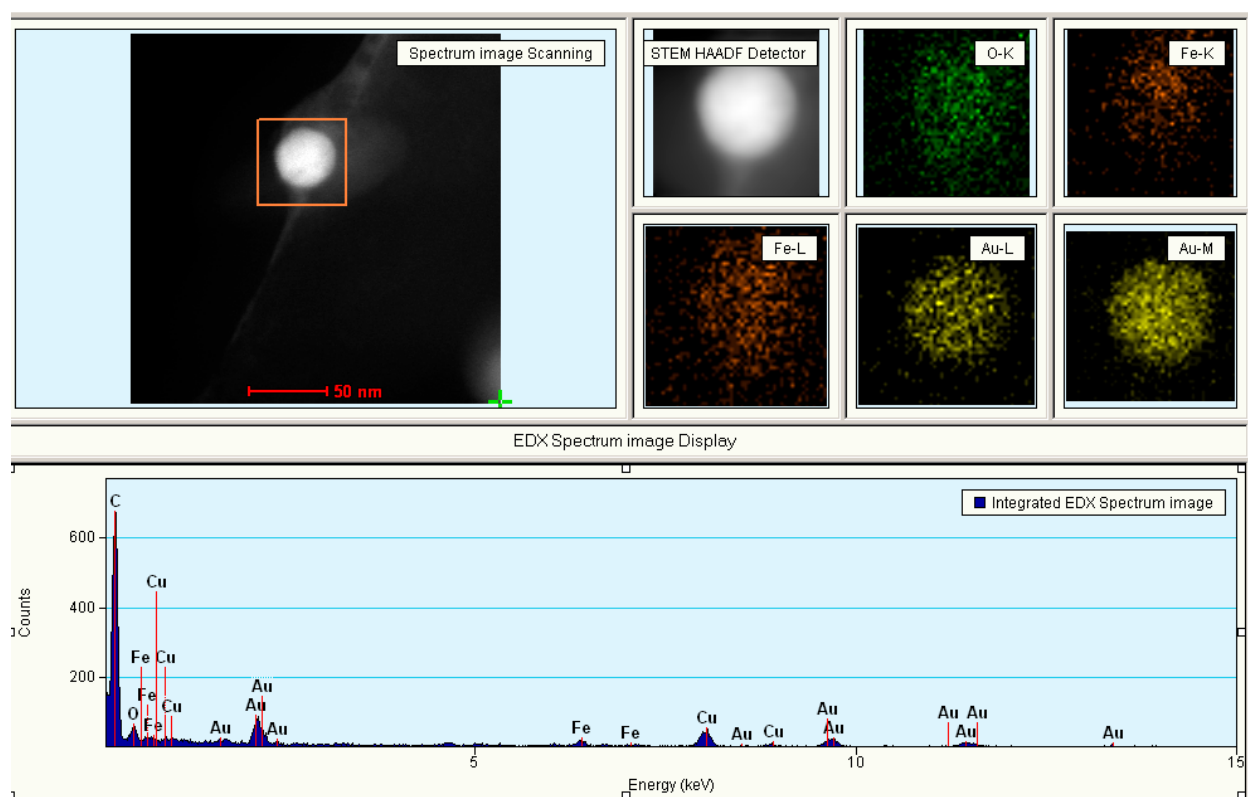 Spectrum image Scanning
STEM HAADF Detector
O-K
Fe-K
50 nm
Fe-L
Au-L
Au-M
EDX Spectrum image Display
Integrated EDX Spectrum image
Counts
600
400
200
C
O
Fe
Fe
Fe
Cu
Cu
Cu
Au
Au
Au
Au
Fe
Fe
Cu
Au
Cu
Au
Au
Au
Au
Au
Au
5
10
15
Energy (keV)